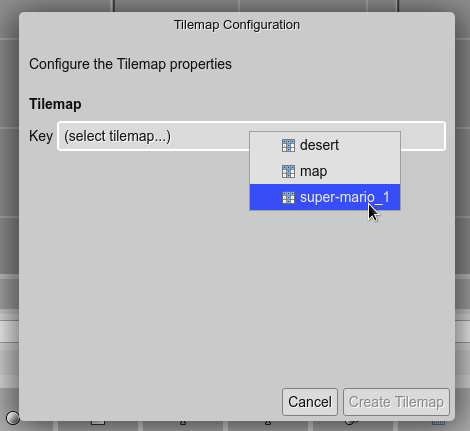 Tilemap Configuration
Configure the Tilemap properties
Tilemap
Key (select tilemap...)
desert
map
super-mario_1
Cancel Create Tilemap